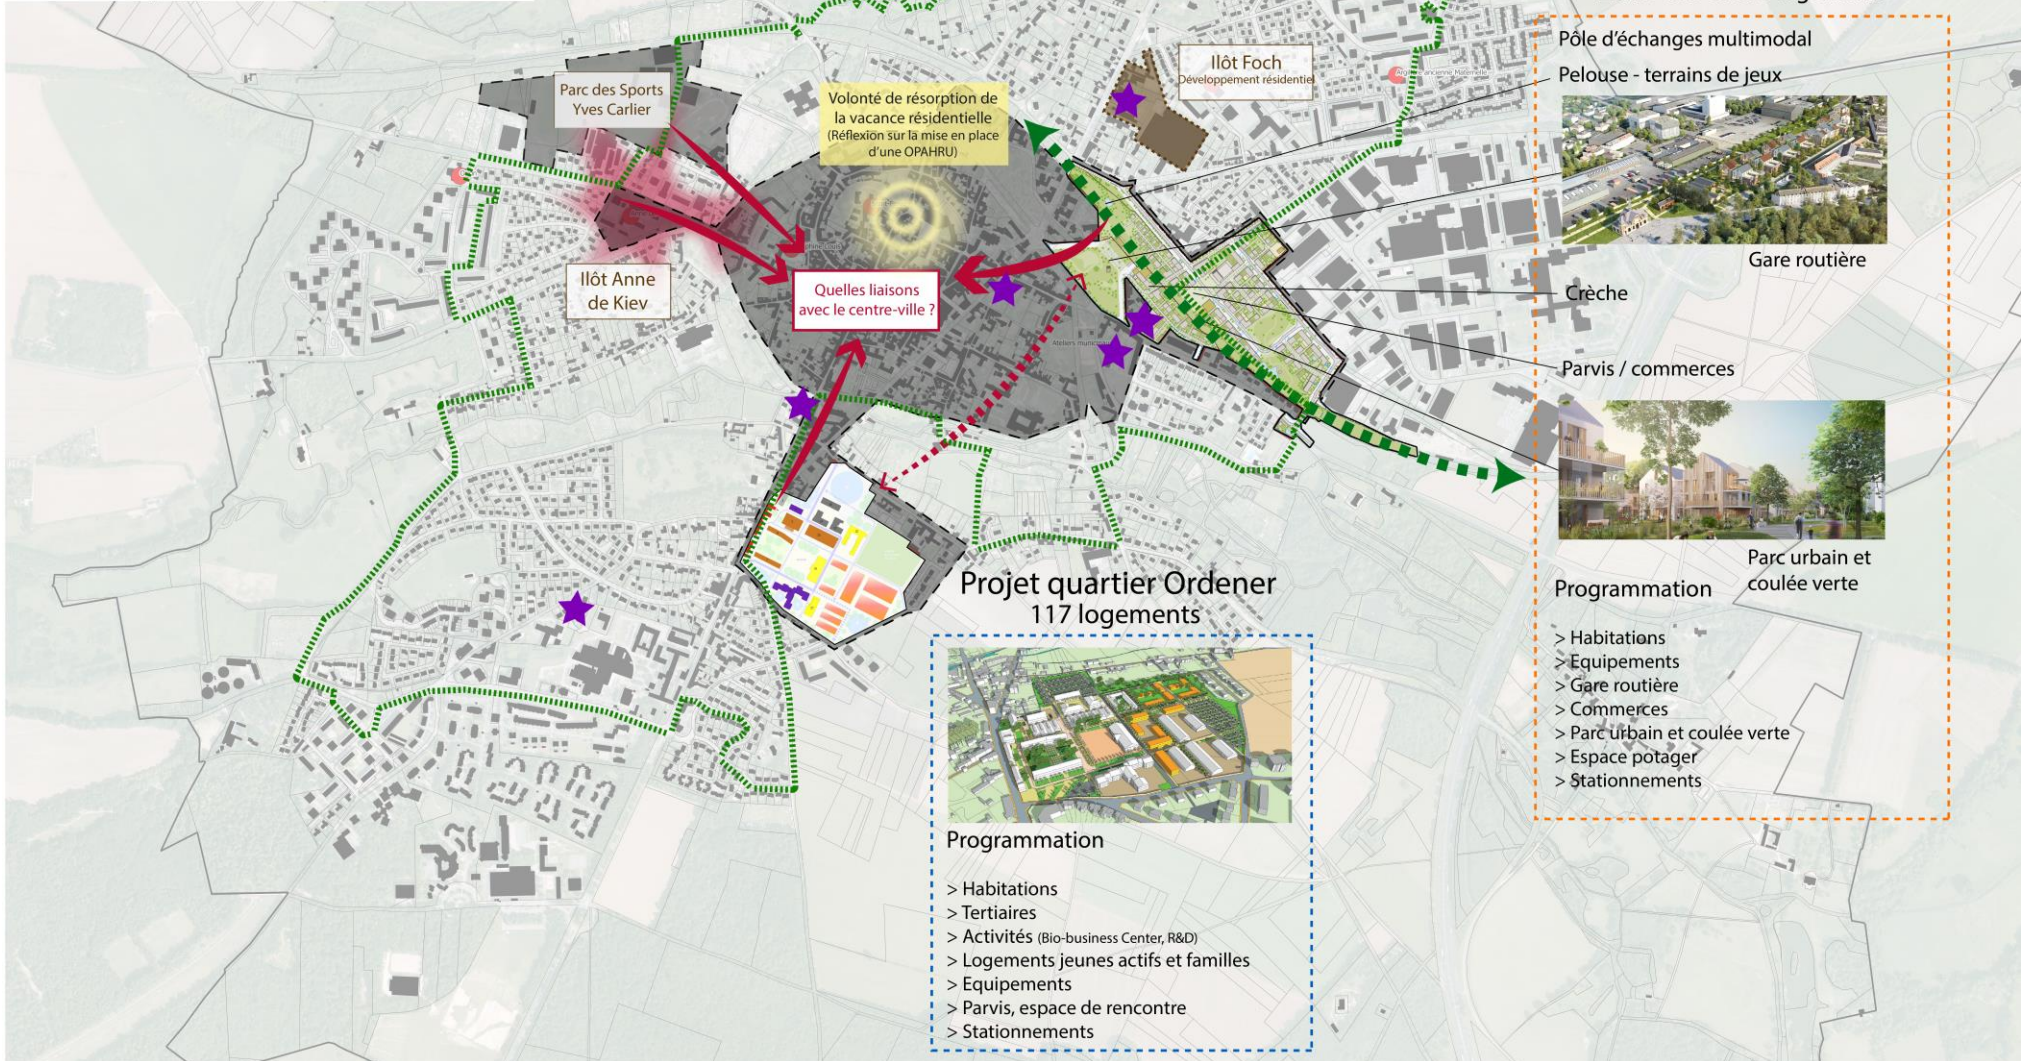 Pôle d'échanges multimodal
Pelouse - terrains de jeux
Gare routière
Crèche
Parvis / commerces
Parc urbain et
coulée verte
Programmation
> Habitations
> Equipements
> Gare routière
> Commerces
> Parc urbain et coulée verte
> Espace potager
> Stationnements
Ilôt Foch
Développement résidentiel
Parc des Sports
Yves Carlier
Volonté de résorption de
la vacance résidentielle
(Réflexion sur la mise en place
d'une OPAHRU)
Ilôt Anne
de Kiev
Quelles liaisons
avec le centre-ville ?
Projet quartier Ordener
117 logements
Programmation
> Habitations
> Tertiaires
> Activités (Bio-business Center, R&D)
> Logements jeunes actifs et familles
> Equipements
> Parvis, espace de rencontre
> Stationnements